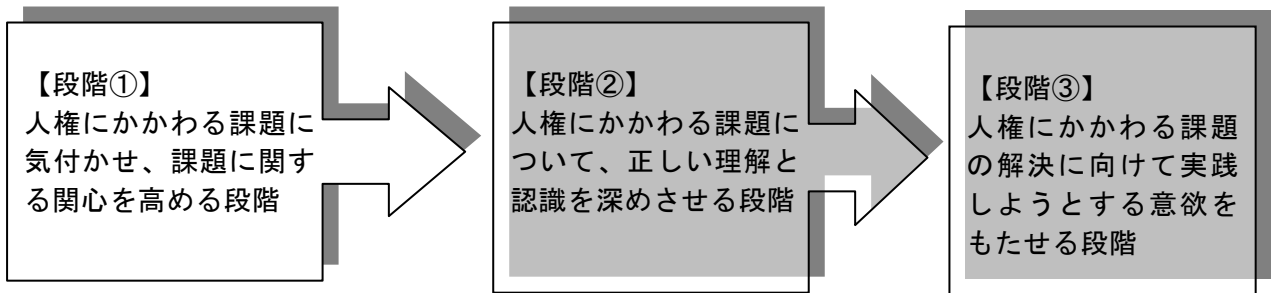 【段階①】
人権にかかわる課題に
気付かせ、課題に関す
る関心を高める段階
【段階②】
人権にかかわる課題に
ついて、正しい理解と
認識を深めさせる段階
【段階③】
人権にかかわる課題
の解決に向けて実践
しようとする意欲を
もたせる段階